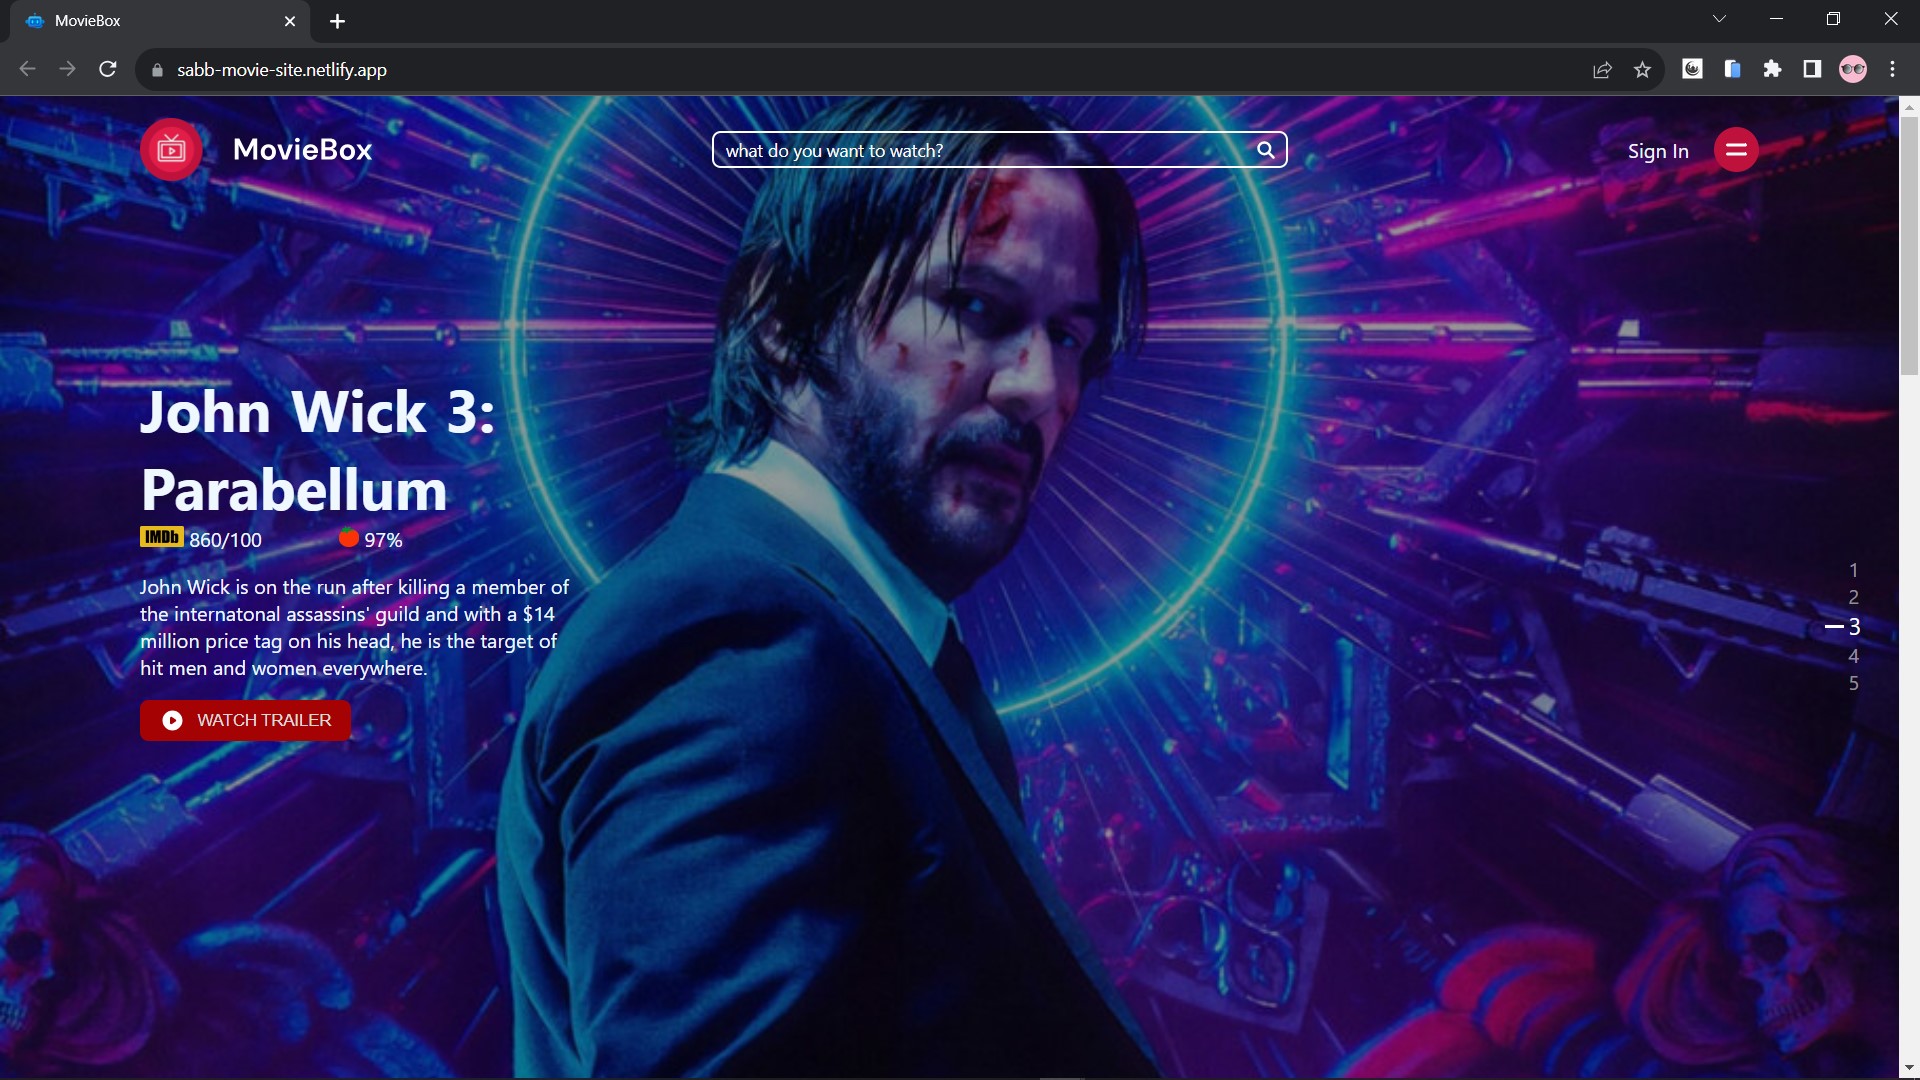 MovieBox
sabb-movie-site.netlify.app
MovieBox
what do you want to watch?
Sign In
John Wick 3:
Parabellum
IMDb 860/100 97%
John Wick is on the run after killing a member of
the internatonal assassins' guild and with a $14
million price tag on his head, he is the target of
hit men and women everywhere.
WATCH TRAILER
1
2
3
4
5